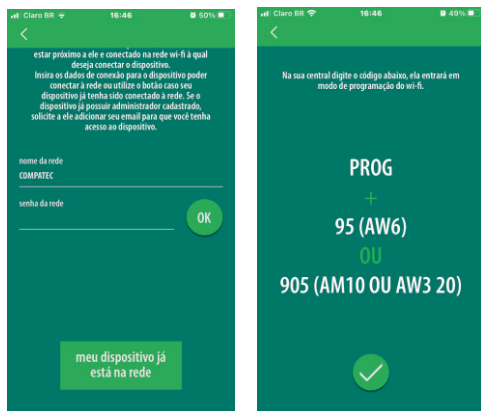 Claro BR
16:46
50%
estar próximo a ele e conectado na rede wi-fi à qual
deseja conectar o dispositivo.
Insira os dados de conexão para o dispositivo poder
conectar à rede ou utilize o botão caso seu
dispositivo já tenha sido conectado à rede. Se o
dispositivo já possuir administrador cadastrado,
solicite a ele adicionar seu email para que você tenha
acesso ao dispositivo.
nome da rede
COMPATEC
senha da rede
OK
meu dispositivo já
está na rede
Claro BR
16:46
49%
Na sua central digite o código abaixo, ela entrará em
modo de programação do wi-fi.
PROG
+
95 (AW6)
OU
905 (AM10 OU AW3 20)